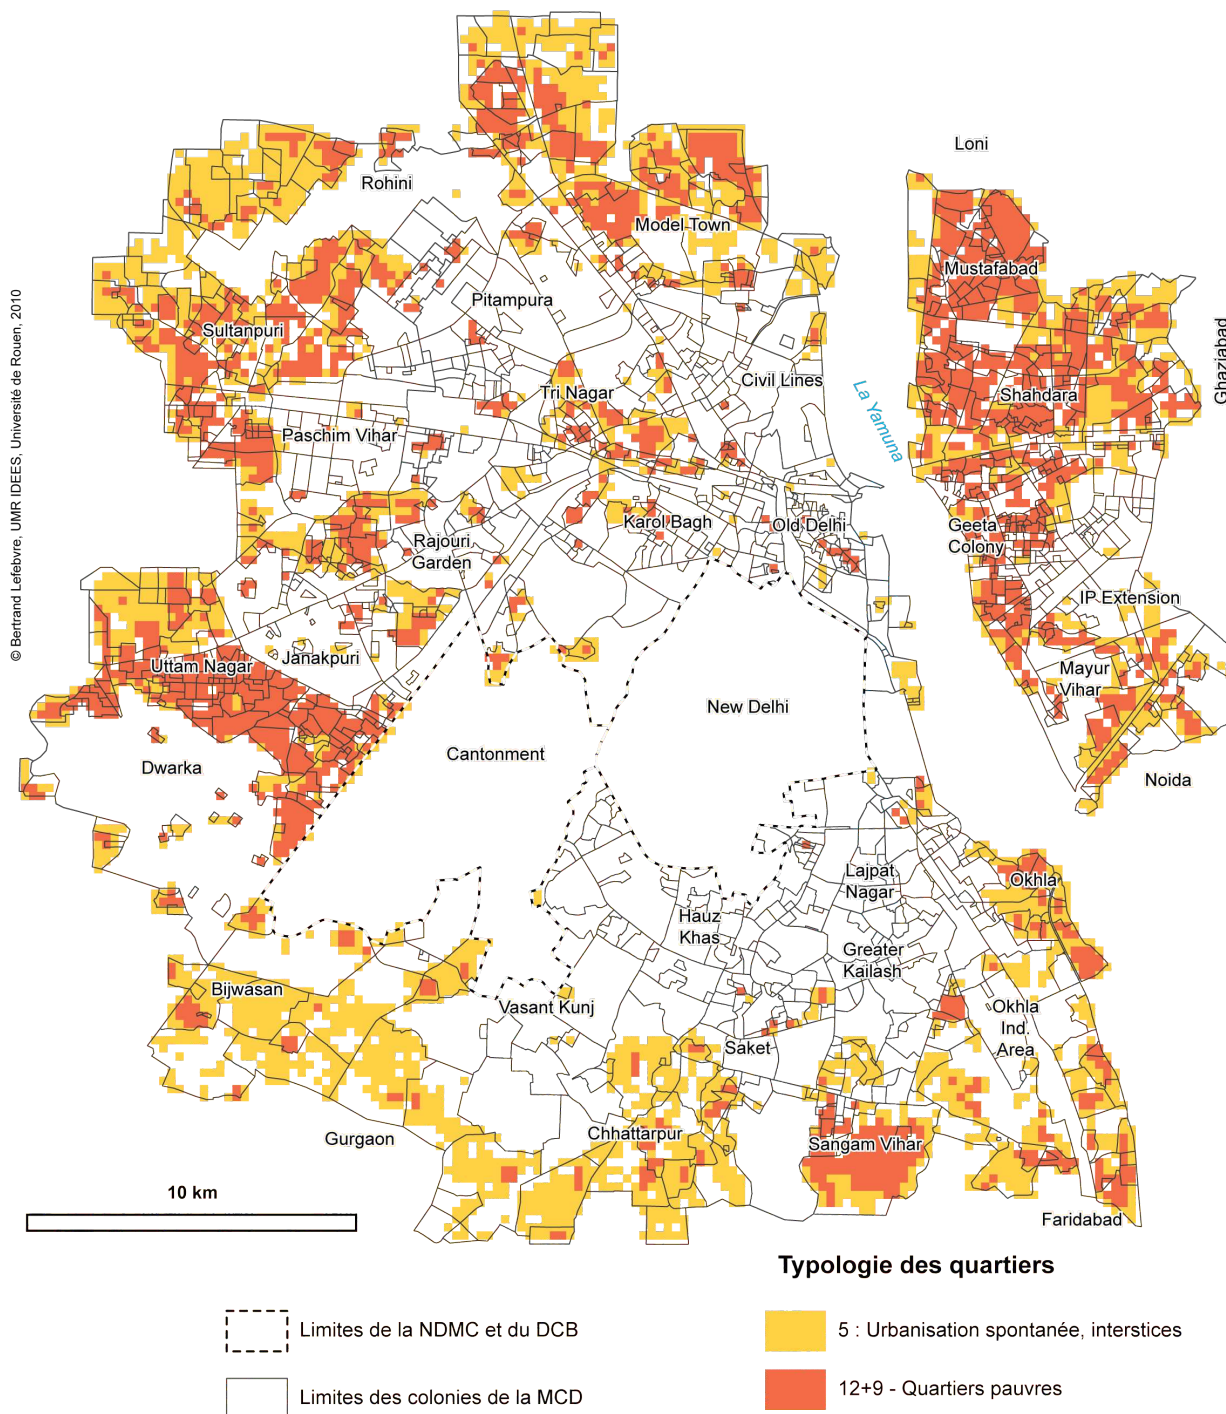 Loni
Rohini
Model Town
Mustafabad
Pitampura
Sultanpuri
Ghaziabad
Civil Lines
Tri Nagar
Shahdara
La Yamuna
Paschim Vihar
Karol Bagh
Old Delhi
Geeta
Colony
Rajouri
Garden
IP Extension
Janakpuri
Uttam Nagar
Mayur
Vihar
New Delhi
Cantonment
Dwarka
Noida
Lajpat
Nagar
Okhla
Hauz
Khas
Greater
Kailash
Bijwasan
Vasant Kunj
Okhla
Ind.
Area
Saket
Gurgaon
Chhattarpur
Sangam Vihar
Faridabad
© Bertrand Lefebvre, UMR IDEES, Université de Rouen, 2010
10 km
Typologie des quartiers
Limites de la NDMC et du DCB
5 : Urbanisation spontanée, interstices
Limites des colonies de la MCD
12+9 - Quartiers pauvres